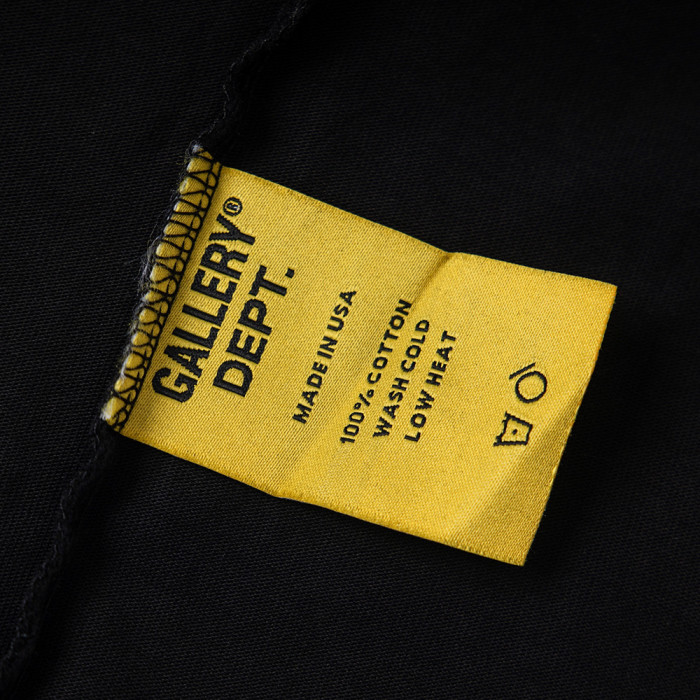 GALLERY®
DEPT.
MADE IN USA
100% COTTON
WASH COLD
LOW HEAT